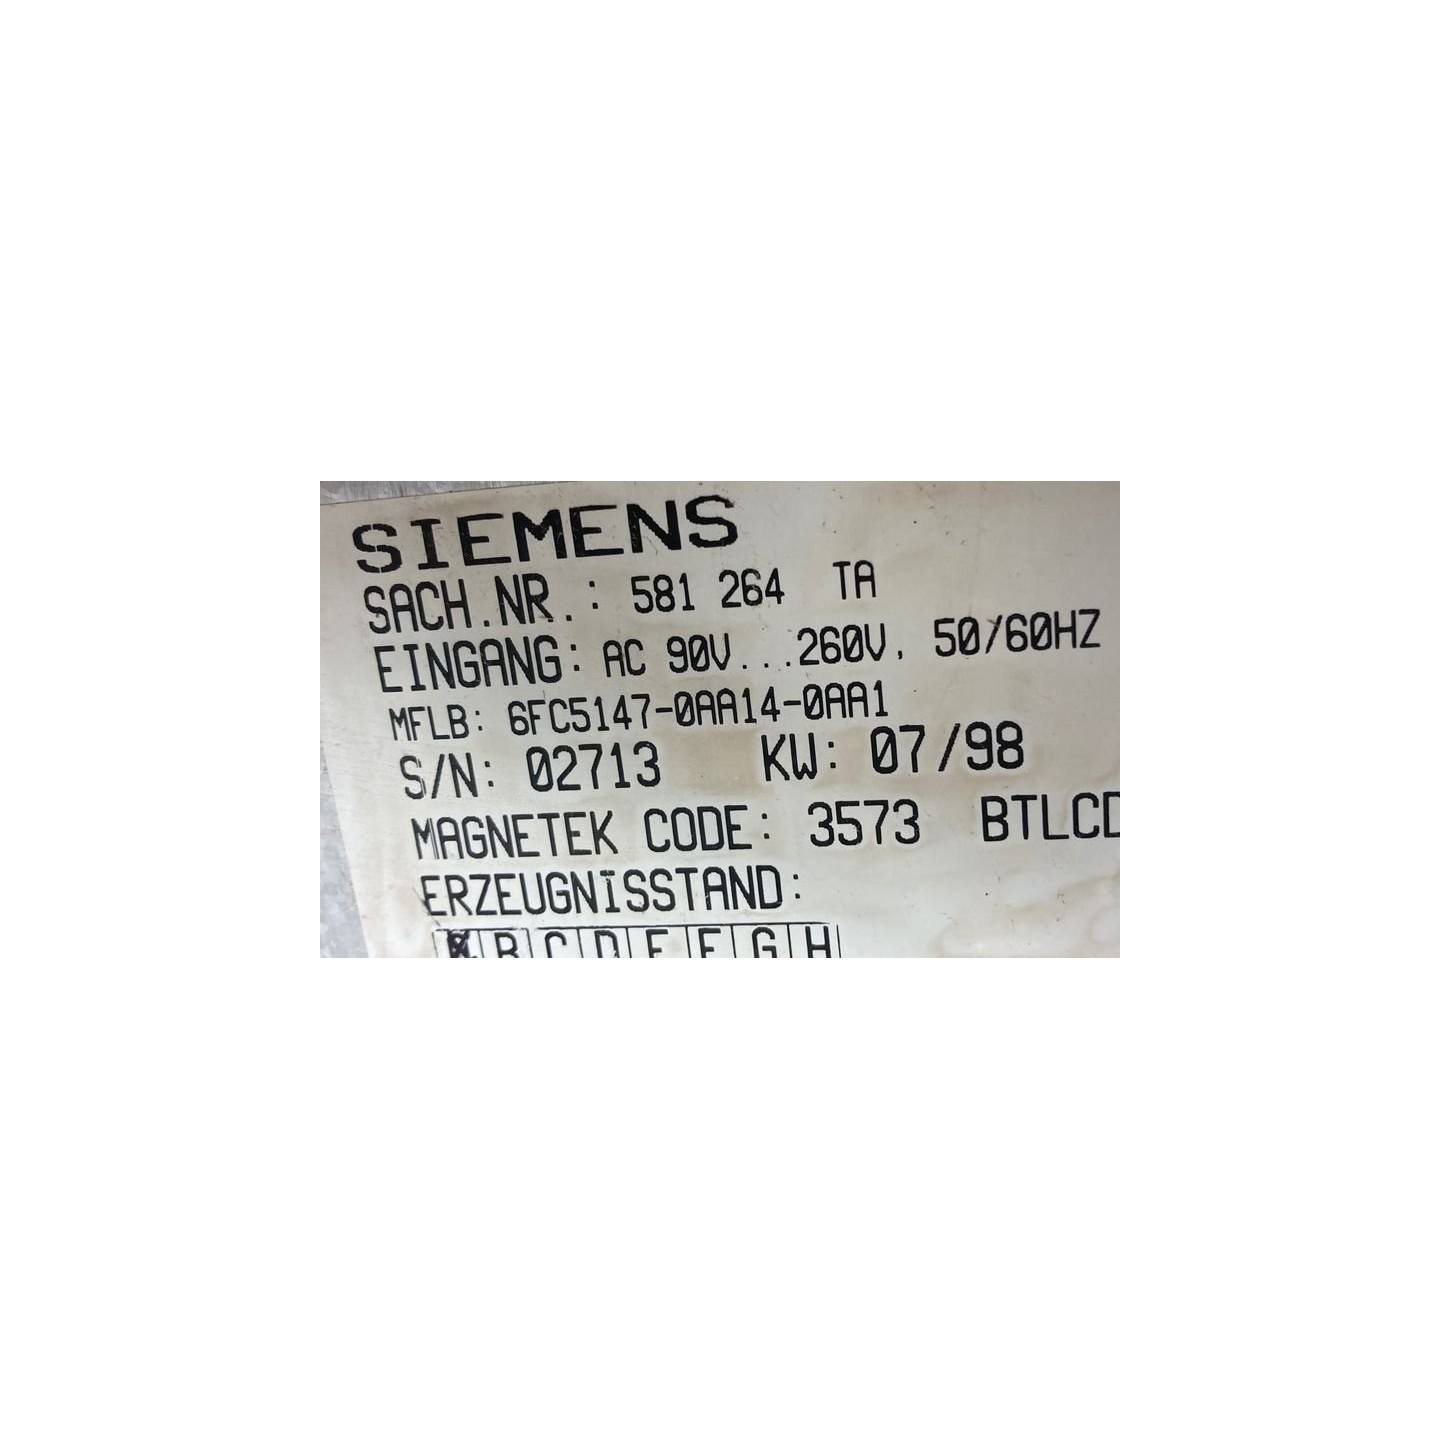 SIEMENS
SACH.NR.: 581 264 TA
EINGANG: AC 90V...260V, 50/60HZ
MFLB: 6FC5147-0AA14-0AA1
S/N: 02713 KW: 07/98
MAGNETEK CODE: 3573 BTLCD
ERZEUGNISSTAND:
B C D E F G H